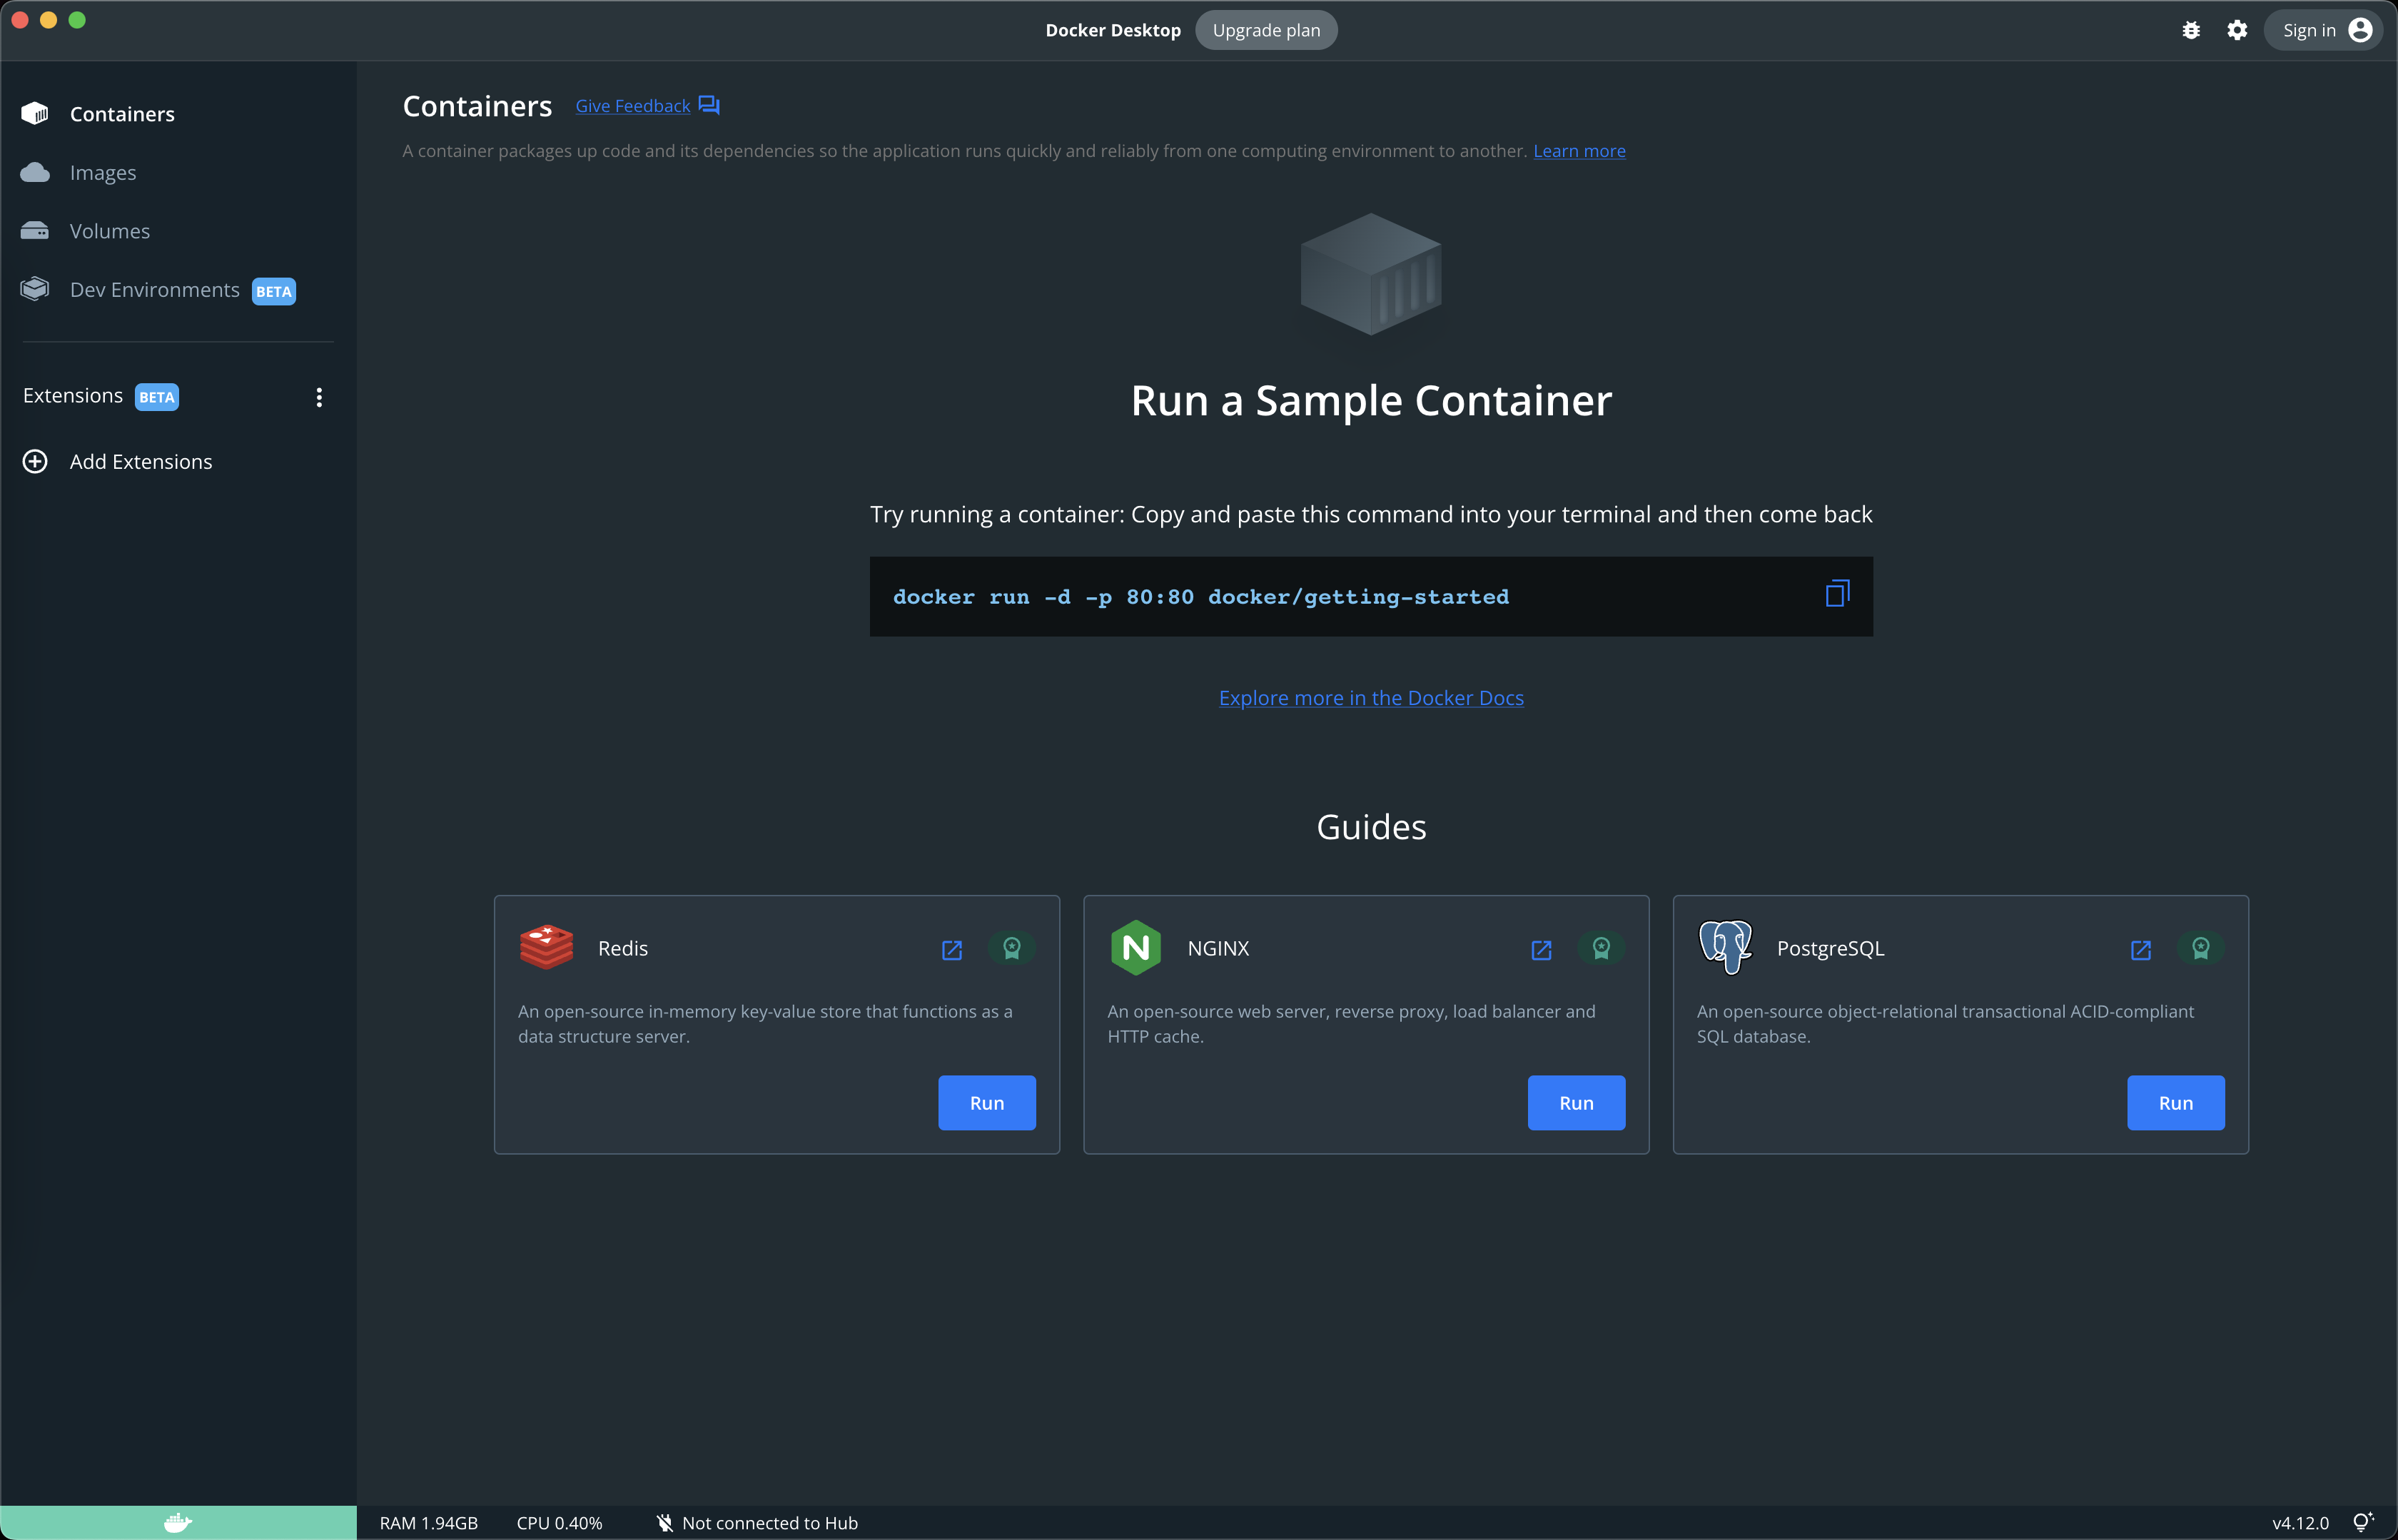 Docker Desktop
Upgrade plan
Sign in
Containers
Images
Volumes
Dev Environments BETA
Extensions BETA
Add Extensions
Containers Give Feedback
A container packages up code and its dependencies so the application runs quickly and reliably from one computing environment to another. Learn more
Run a Sample Container
Try running a container: Copy and paste this command into your terminal and then come back
docker run -d -p 80:80 docker/getting-started
Explore more in the Docker Docs
Guides
Redis
An open-source in-memory key-value store that functions as a
data structure server.
Run
NGINX
An open-source web server, reverse proxy, load balancer and
HTTP cache.
Run
PostgreSQL
An open-source object-relational transactional ACID-compliant
SQL database.
Run
RAM 1.94GB CPU 0.40% Not connected to Hub
v4.12.0